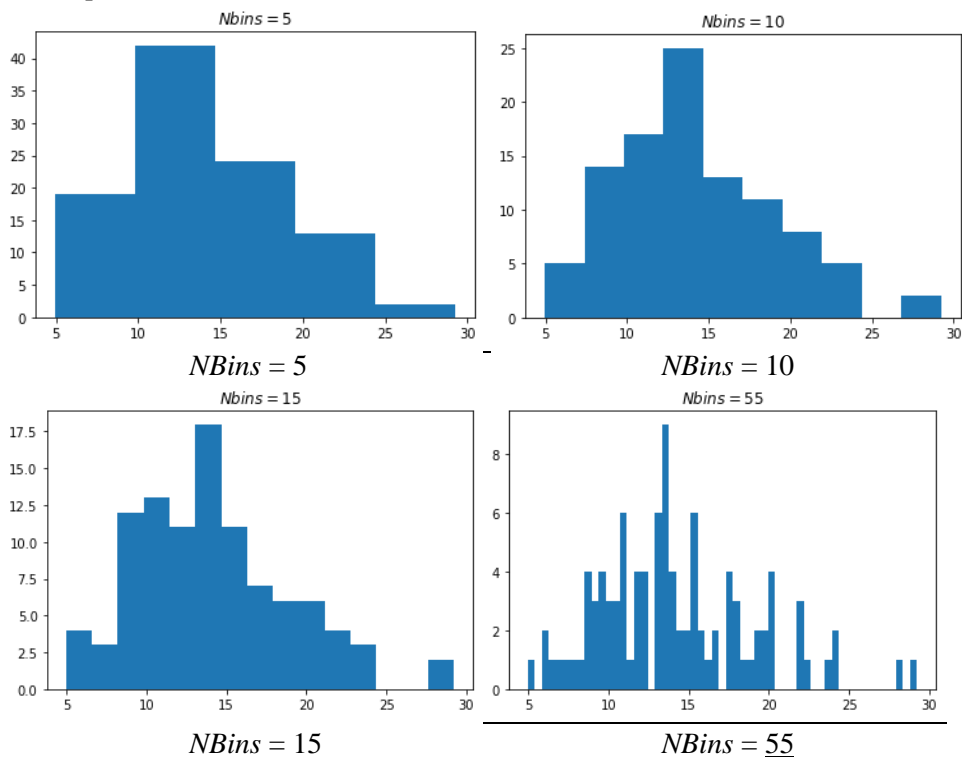 Nbins = 5
40
35
30
25
20
15
10
5
0
5 10 15 20 25 30
NBins = 5
Nbins = 10
25
20
15
10
5
0
5 10 15 20 25 30
NBins = 10
Nbins = 15
17.5
15.0
12.5
10.0
7.5
5.0
2.5
0.0
5 10 15 20 25 30
NBins = 15
Nbins = 55
8
6
4
2
0
5 10 15 20 25 30
NBins = 55